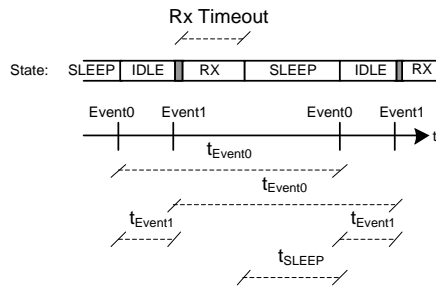 Rx Timeout
State: SLEEP IDLE RX SLEEP IDLE RX
Event0 Event1 Event0 Event1
t
tEvent0
tEvent0
tEvent1 tEvent1
tSLEEP